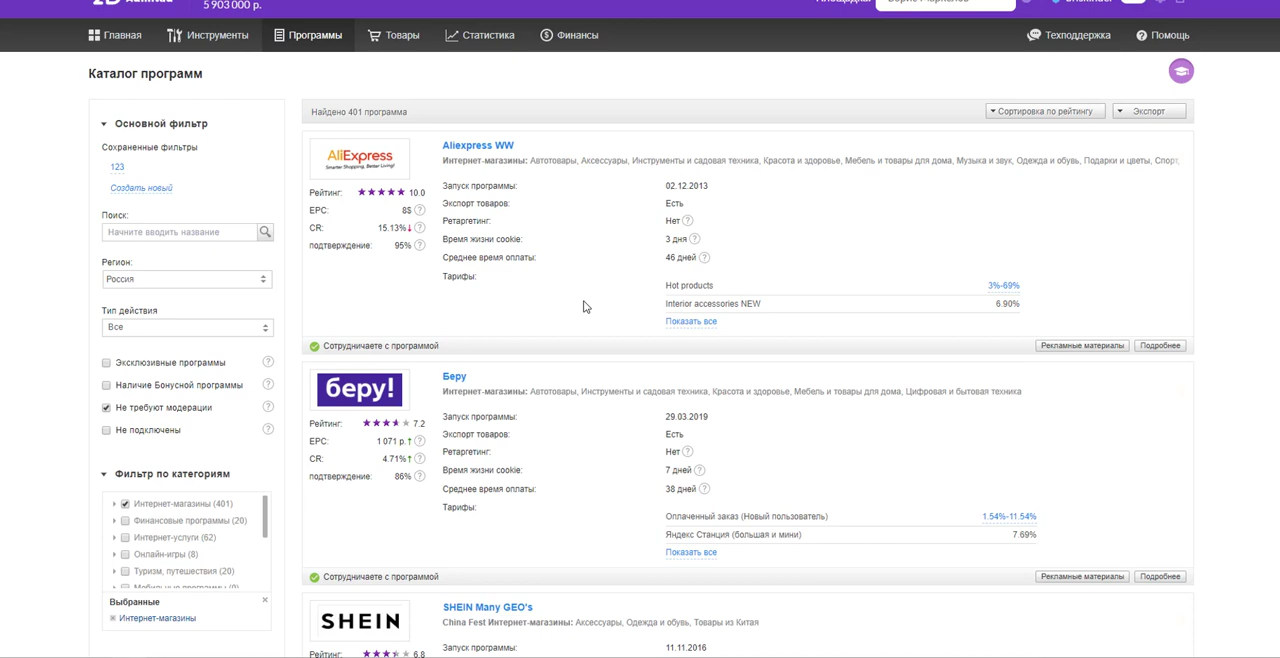 5 903 000 р.
Главная Инструменты Программы Товары Статистика Финансы Техподдержка Помощь
Каталог программ
Основной фильтр
Сохраненные фильтры
123
Создать новый
Поиск:
Начните вводить название
Регион:
Россия
Тип действия
Все
Эксклюзивные программы
Наличие Бонусной программы
Не требуют модерации
Не подключены
Фильтр по категориям
Интернет-магазины (401)
Финансовые программы (20)
Интернет-услуги (62)
Онлайн-игры (8)
Туризм, путешествия (20)
Мобильные программы (9)
Выбранные
Интернет-магазины
Найдено 401 программа
Сортировка по рейтингу
Экспорт
AliExpress
Smarter Shopping, Better Living!
Рейтинг: 10.0
EPC: 8$
CR: 15.13%
подтверждение: 95%
Aliexpress WW
Интернет-магазины: Автотовары, Аксессуары, Инструменты и садовая техника, Красота и здоровье, Мебель и товары для дома, Музыка и звук, Одежда и обувь, Подарки и цветы, Спорт,
Запуск программы: 02.12.2013
Экспорт товаров: Есть
Ретаргетинг: Нет
Время жизни cookie: 3 дня
Среднее время оплаты: 46 дней
Тарифы:
Hot products 3%-69%
Interior accessories NEW 6.90%
Показать все
Сотрудничаете с программой
Рекламные материалы
Подробнее
беру!
Рейтинг: 7.2
EPC: 1 071 р.
CR: 4.71%
подтверждение: 86%
Беру
Интернет-магазины: Автотовары, Инструменты и садовая техника, Красота и здоровье, Мебель и товары для дома, Цифровая и бытовая техника
Запуск программы: 29.03.2019
Экспорт товаров: Есть
Ретаргетинг: Нет
Время жизни cookie: 7 дней
Среднее время оплаты: 38 дней
Тарифы:
Оплаченный заказ (Новый пользователь) 1.54%-11.54%
Яндекс Станция (большая и мини) 7.69%
Показать все
Сотрудничаете с программой
Рекламные материалы
Подробнее
SHEIN
Рейтинг: 6.8
SHEIN Many GEO's
China Fest Интернет-магазины: Аксессуары, Одежда и обувь, Товары из Китая
Запуск программы: 11.11.2016